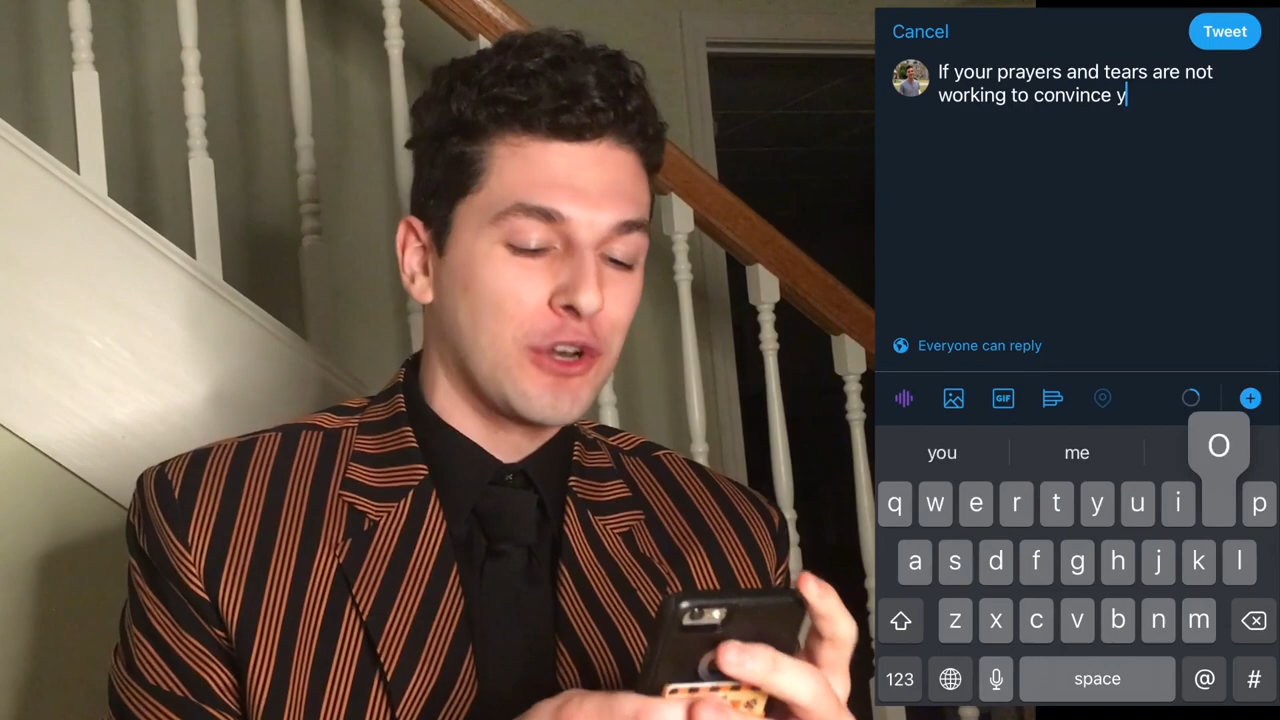 Cancel
Tweet
If your prayers and tears are not
working to convince y
Everyone can reply
GIF
you me
O
q w e r t y u i p
a s d f g h j k l
z x c v b n m
123 space @ #